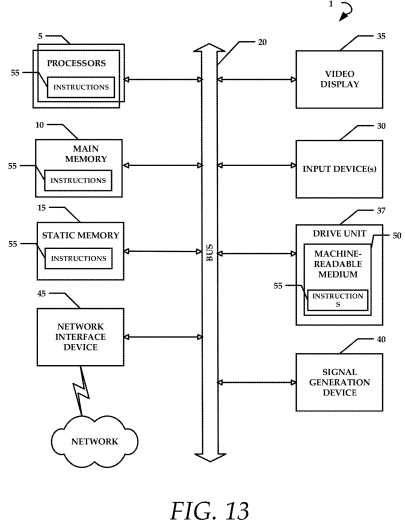 1
5
PROCESSORS
55
INSTRUCTIONS
20
35
VIDEO
DISPLAY
10
MAIN
MEMORY
55
INSTRUCTIONS
30
INPUT DEVICE(s)
15
STATIC MEMORY
55
INSTRUCTIONS
BUS
37
DRIVE UNIT
50
MACHINE-
READABLE
MEDIUM
55
INSTRUCTION
S
45
NETWORK
INTERFACE
DEVICE
40
SIGNAL
GENERATION
DEVICE
NETWORK
FIG. 13